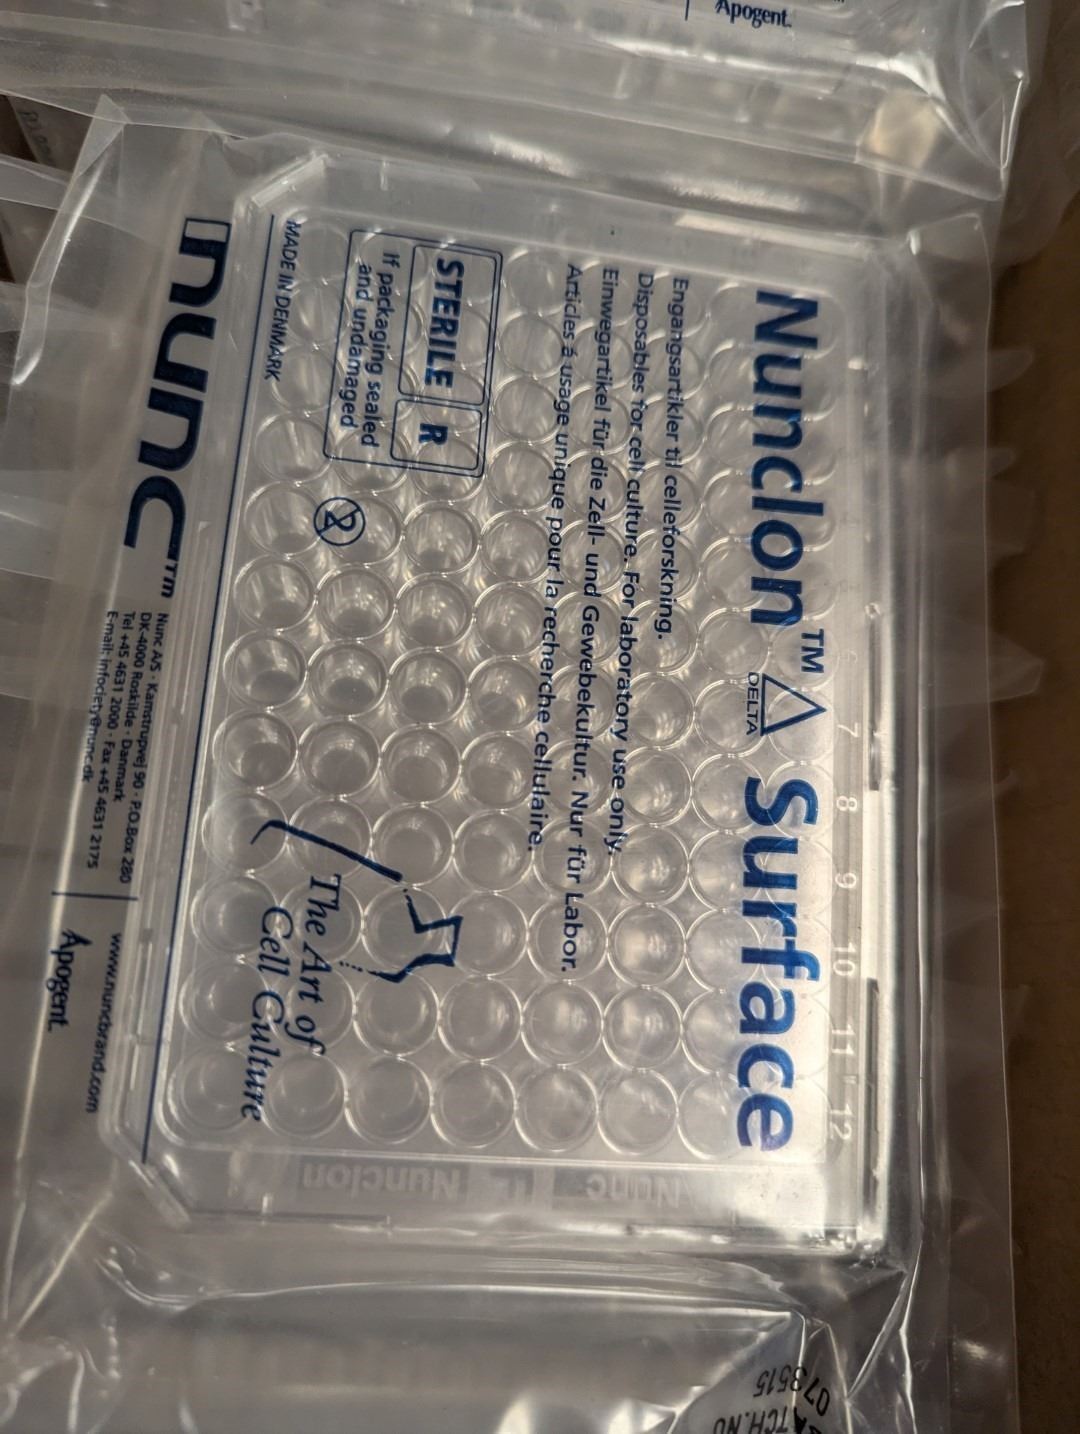 Apogent.
Nunclon™ △ Surface
DELTA
Engangsartikler til celleforskning.
Disposables for cell culture. For laboratory use only.
Einwegartikel für die Zell- und Gewebekultur. Nur für Labor.
Articles á usage unique pour la recherche cellulaire.
STERILE R
If packaging sealed
and undamaged
2
MADE IN DENMARK
The Art of
Cell Culture
nunc™
Nunc A/S · Kamstrupvej 90 · P.O.Box 280
DK-4000 Roskilde · Danmark
Tel +45 4631 2000 · Fax +45 4631 2175
E-mail: infociety@nunc.dk
www.nuncbrand.com
Apogent.
7 8 9 10 11 12
Nunc
Nunclon
073515